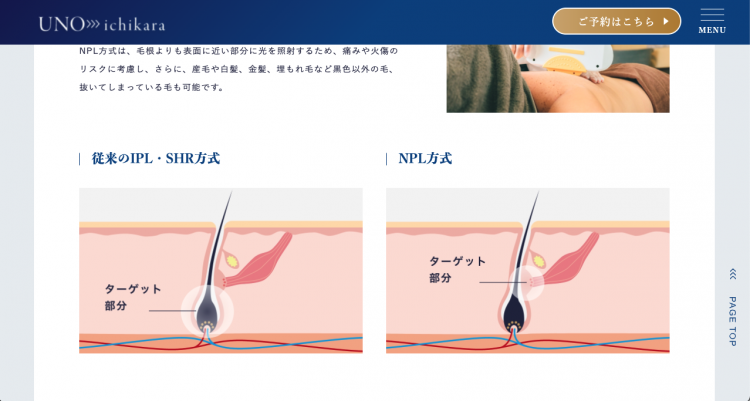 UNO ichikara
ご予約はこちら
MENU
NPL方式は、毛根よりも表面に近い部分に光を照射するため、痛みや火傷の
リスクに考慮し、さらに、産毛や白髪、金髪、埋もれ毛など黒色以外の毛、
抜いてしまっている毛も可能です。
従来のIPL・SHR方式
NPL方式
ターゲット
部分
ターゲット
部分
PAGE TOP